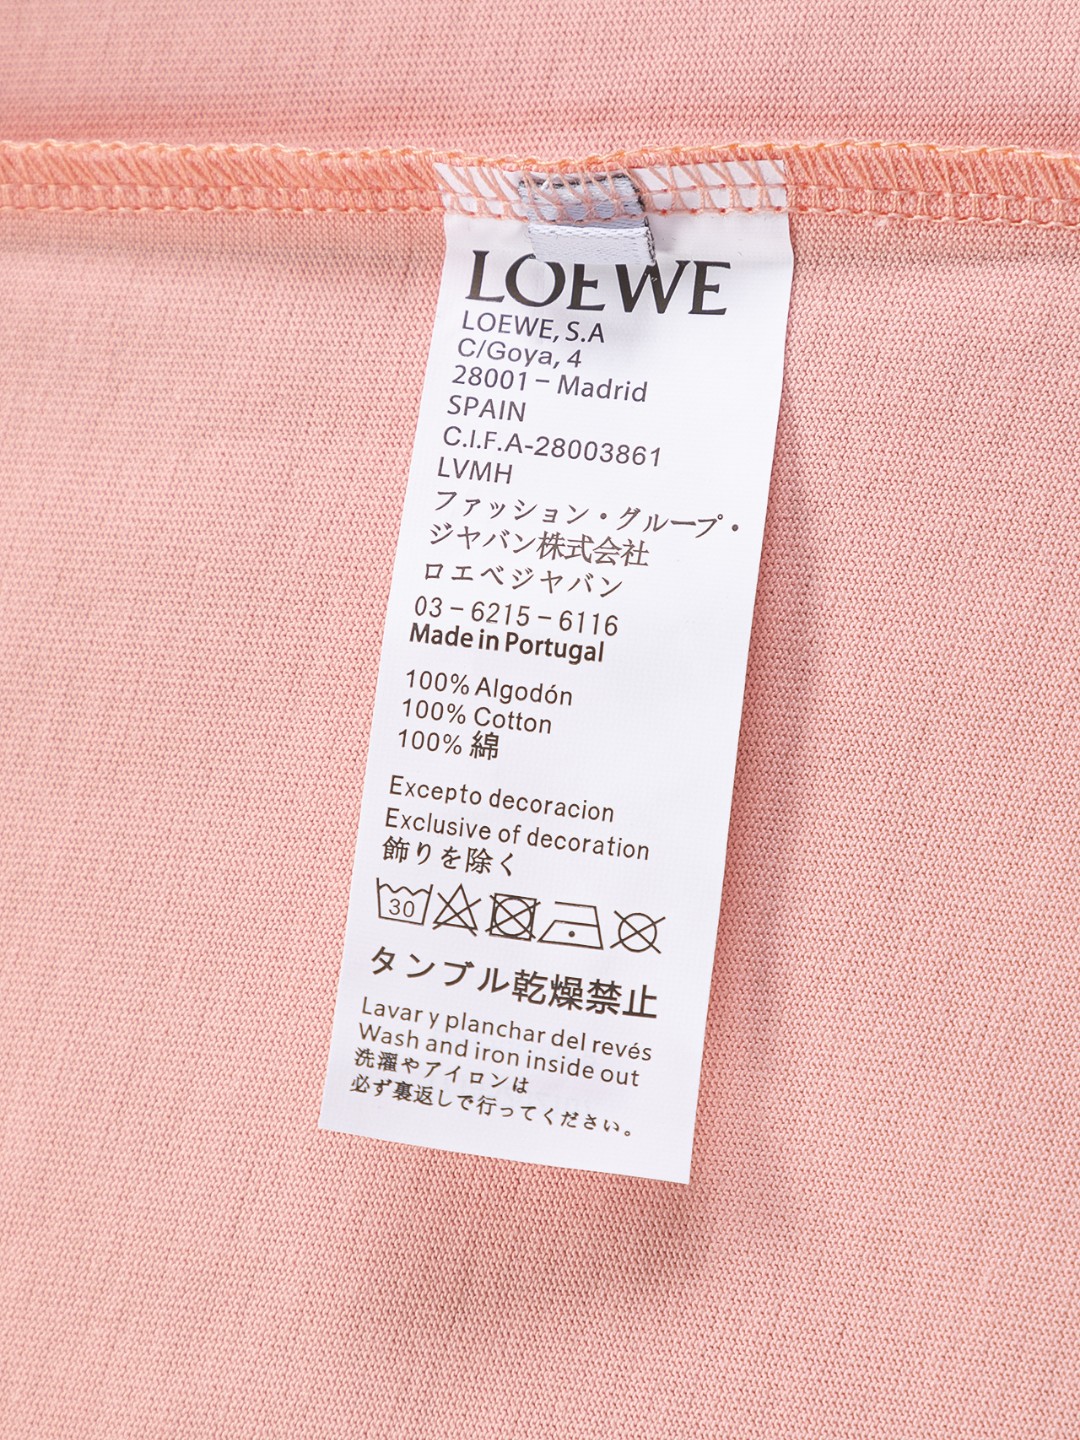 LOEWE
LOEWE, S.A
C/Goya, 4
28001 – Madrid
SPAIN
C.I.F.A-28003861
LVMH
ファッション・グループ・
ジャバン株式会社
ロエベジャバン
03 – 6215 – 6116
Made in Portugal
100% Algodón
100% Cotton
100% 綿
Excepto decoracion
Exclusive of decoration
飾りを除く
30
タンブル乾燥禁止
Lavar y planchar del revés
Wash and iron inside out
洗濯やアイロンは
必ず裏返しで行ってください。